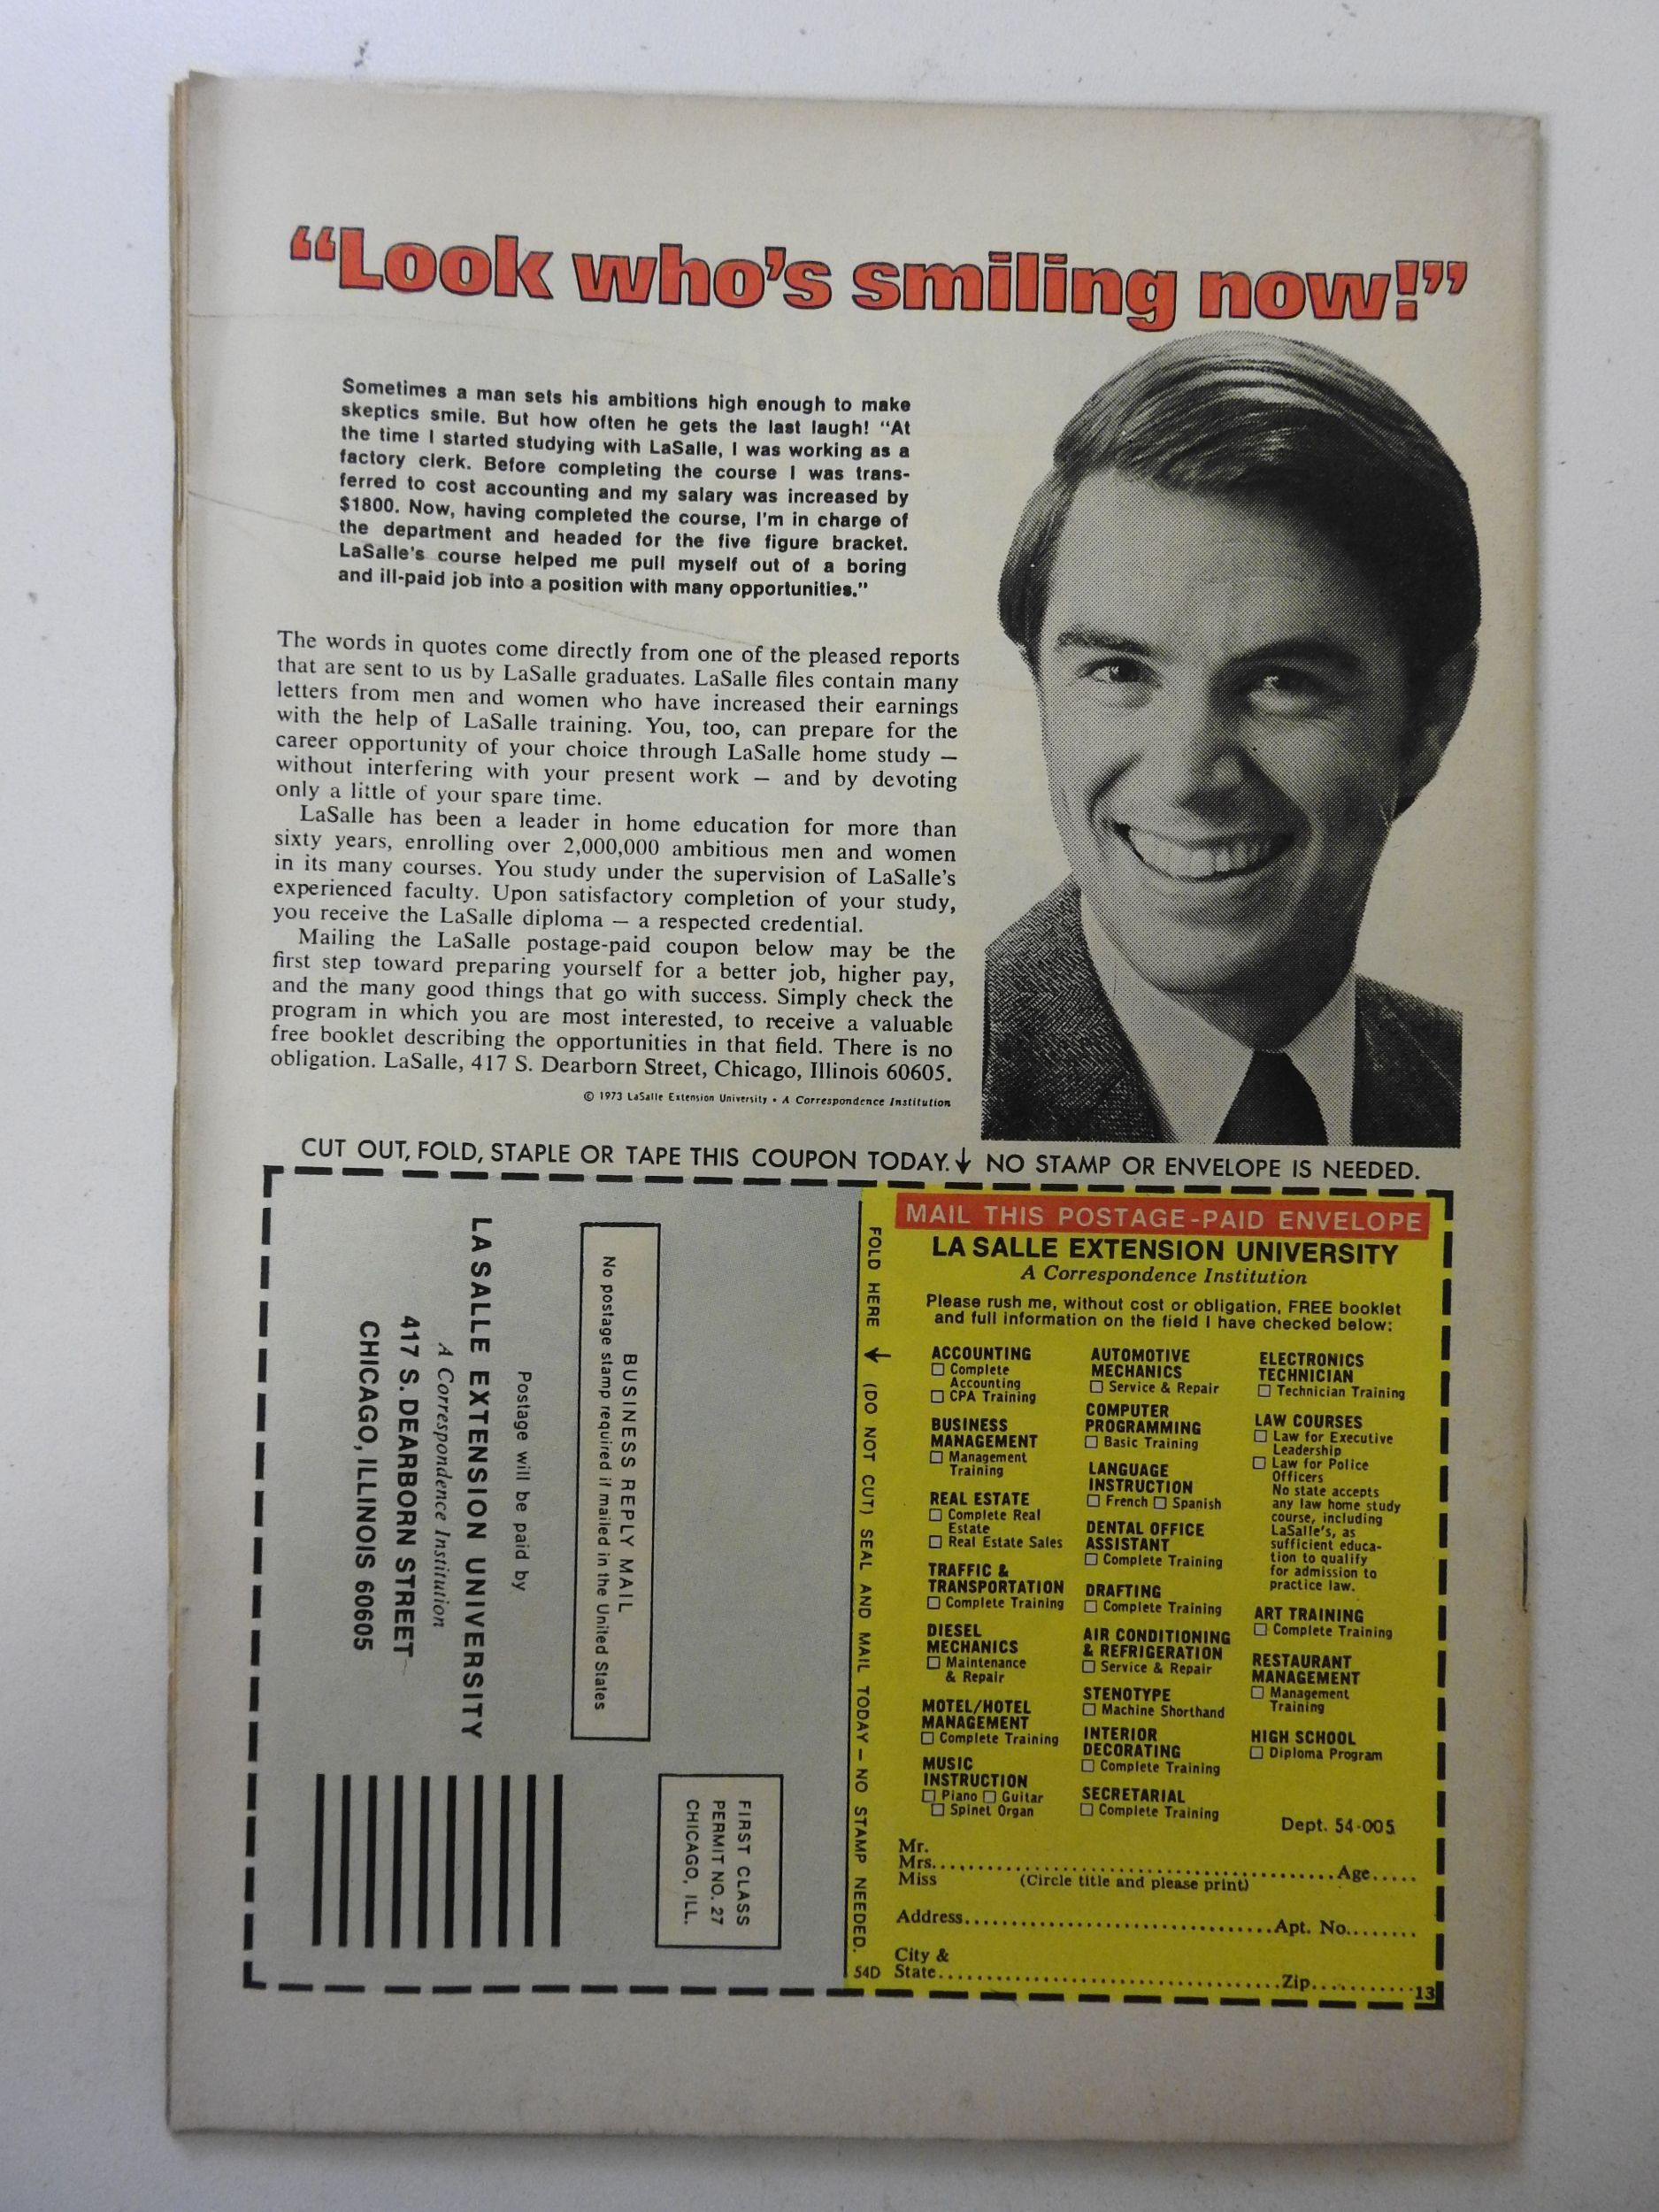 “Look who’s smiling now!”
Sometimes a man sets his ambitions high enough to make
skeptics smile. But how often he gets the last laugh! “At
the time I started studying with LaSalle, I was working as a
factory clerk. Before completing the course I was trans-
ferred to cost accounting and my salary was increased by
$1800. Now, having completed the course, I'm in charge of
the department and headed for the five figure bracket.
LaSalle's course helped me pull myself out of a boring
and ill-paid job into a position with many opportunities.”
The words in quotes come directly from one of the pleased reports
that are sent to us by LaSalle graduates. LaSalle files contain many
letters from men and women who have increased their earnings
with the help of LaSalle training. You, too, can prepare for the
career opportunity of your choice through LaSalle home study —
without interfering with your present work — and by devoting
only a little of your spare time.
LaSalle has been a leader in home education for more than
sixty years, enrolling over 2,000,000 ambitious men and women
in its many courses. You study under the supervision of LaSalle's
experienced faculty. Upon satisfactory completion of your study,
you receive the LaSalle diploma — a respected credential.
Mailing the LaSalle postage-paid coupon below may be the
first step toward preparing yourself for a better job, higher pay,
and the many good things that go with success. Simply check the
program in which you are most interested, to receive a valuable
free booklet describing the opportunities in that field. There is no
obligation. LaSalle, 417 S. Dearborn Street, Chicago, Illinois 60605.
© 1973 LaSalle Extension University • A Correspondence Institution
CUT OUT, FOLD, STAPLE OR TAPE THIS COUPON TODAY. ↓ NO STAMP OR ENVELOPE IS NEEDED.
FIRST CLASS
PERMIT NO. 27
CHICAGO, ILL.
BUSINESS REPLY MAIL
No postage stamp required if mailed in the United States
Postage will be paid by
LA SALLE EXTENSION UNIVERSITY
A Correspondence Institution
417 S. DEARBORN STREET
CHICAGO, ILLINOIS 60605
FOLD HERE ← (DO NOT CUT) SEAL AND MAIL TODAY — NO STAMP NEEDED.
54D
MAIL THIS POSTAGE-PAID ENVELOPE
LA SALLE EXTENSION UNIVERSITY
A Correspondence Institution
Please rush me, without cost or obligation, FREE booklet
and full information on the field I have checked below:
ACCOUNTING
☐ Complete
Accounting
☐ CPA Training
BUSINESS
MANAGEMENT
☐ Management
Training
REAL ESTATE
☐ Complete Real
Estate
☐ Real Estate Sales
TRAFFIC &
TRANSPORTATION
☐ Complete Training
DIESEL
MECHANICS
☐ Maintenance
& Repair
MOTEL/HOTEL
MANAGEMENT
☐ Complete Training
MUSIC
INSTRUCTION
☐ Piano ☐ Guitar
☐ Spinet Organ
AUTOMOTIVE
MECHANICS
☐ Service & Repair
COMPUTER
PROGRAMMING
☐ Basic Training
LANGUAGE
INSTRUCTION
☐ French ☐ Spanish
DENTAL OFFICE
ASSISTANT
☐ Complete Training
DRAFTING
☐ Complete Training
AIR CONDITIONING
& REFRIGERATION
☐ Service & Repair
STENOTYPE
☐ Machine Shorthand
INTERIOR
DECORATING
☐ Complete Training
SECRETARIAL
☐ Complete Training
ELECTRONICS
TECHNICIAN
☐ Technician Training
LAW COURSES
☐ Law for Executive
Leadership
☐ Law for Police
Officers
No state accepts
any law home study
course, including
LaSalle's, as
sufficient educa-
tion to qualify
for admission to
practice law.
ART TRAINING
☐ Complete Training
RESTAURANT
MANAGEMENT
☐ Management
Training
HIGH SCHOOL
☐ Diploma Program
Dept. 54-005
Mr.
Mrs.......................................................Age.....
Miss (Circle title and please print)
Address.......................................Apt. No........
City &
State.............................................Zip...........
13